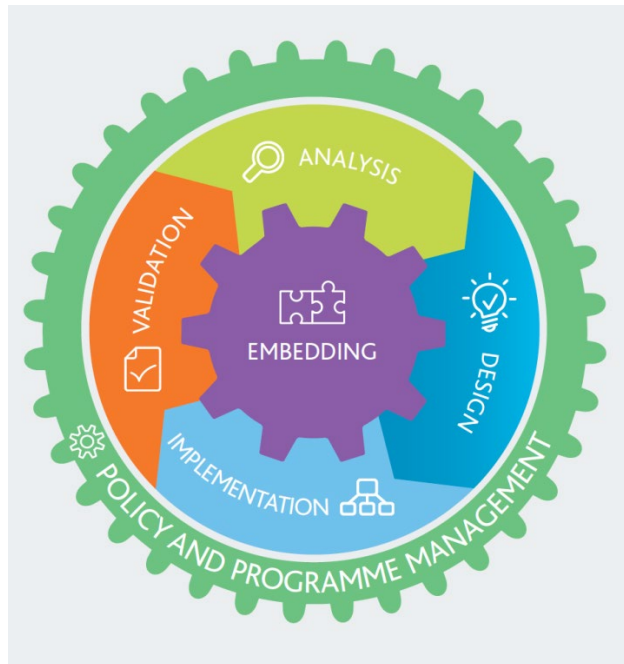 ANALYSIS
VALIDATION
EMBEDDING
DESIGN
IMPLEMENTATION
POLICY AND PROGRAMME MANAGEMENT